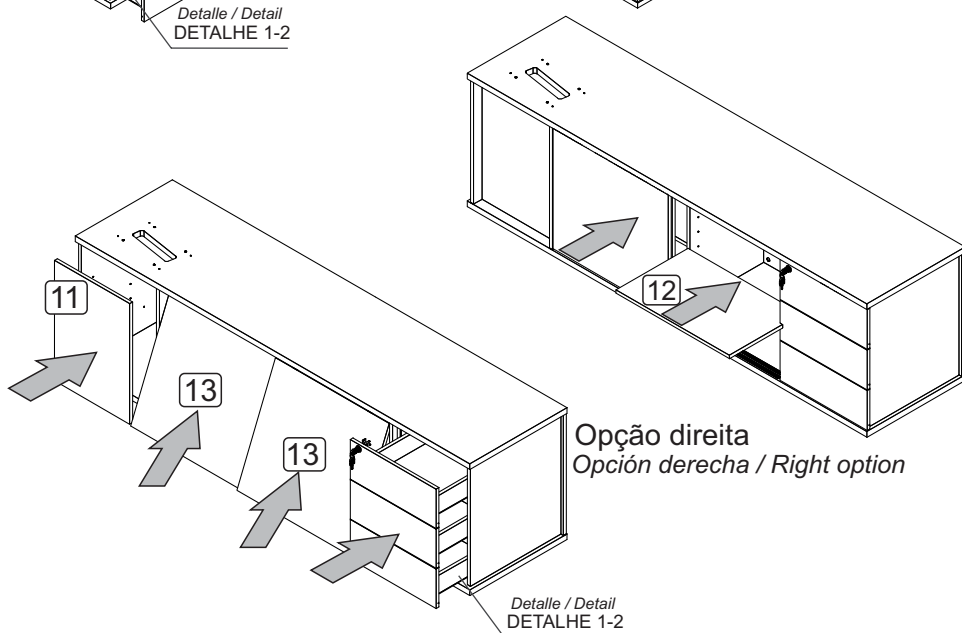 Detalle / Detail
DETALHE 1-2
12
11
13
13
Opção direita
Opción derecha / Right option
Detalle / Detail
DETALHE 1-2